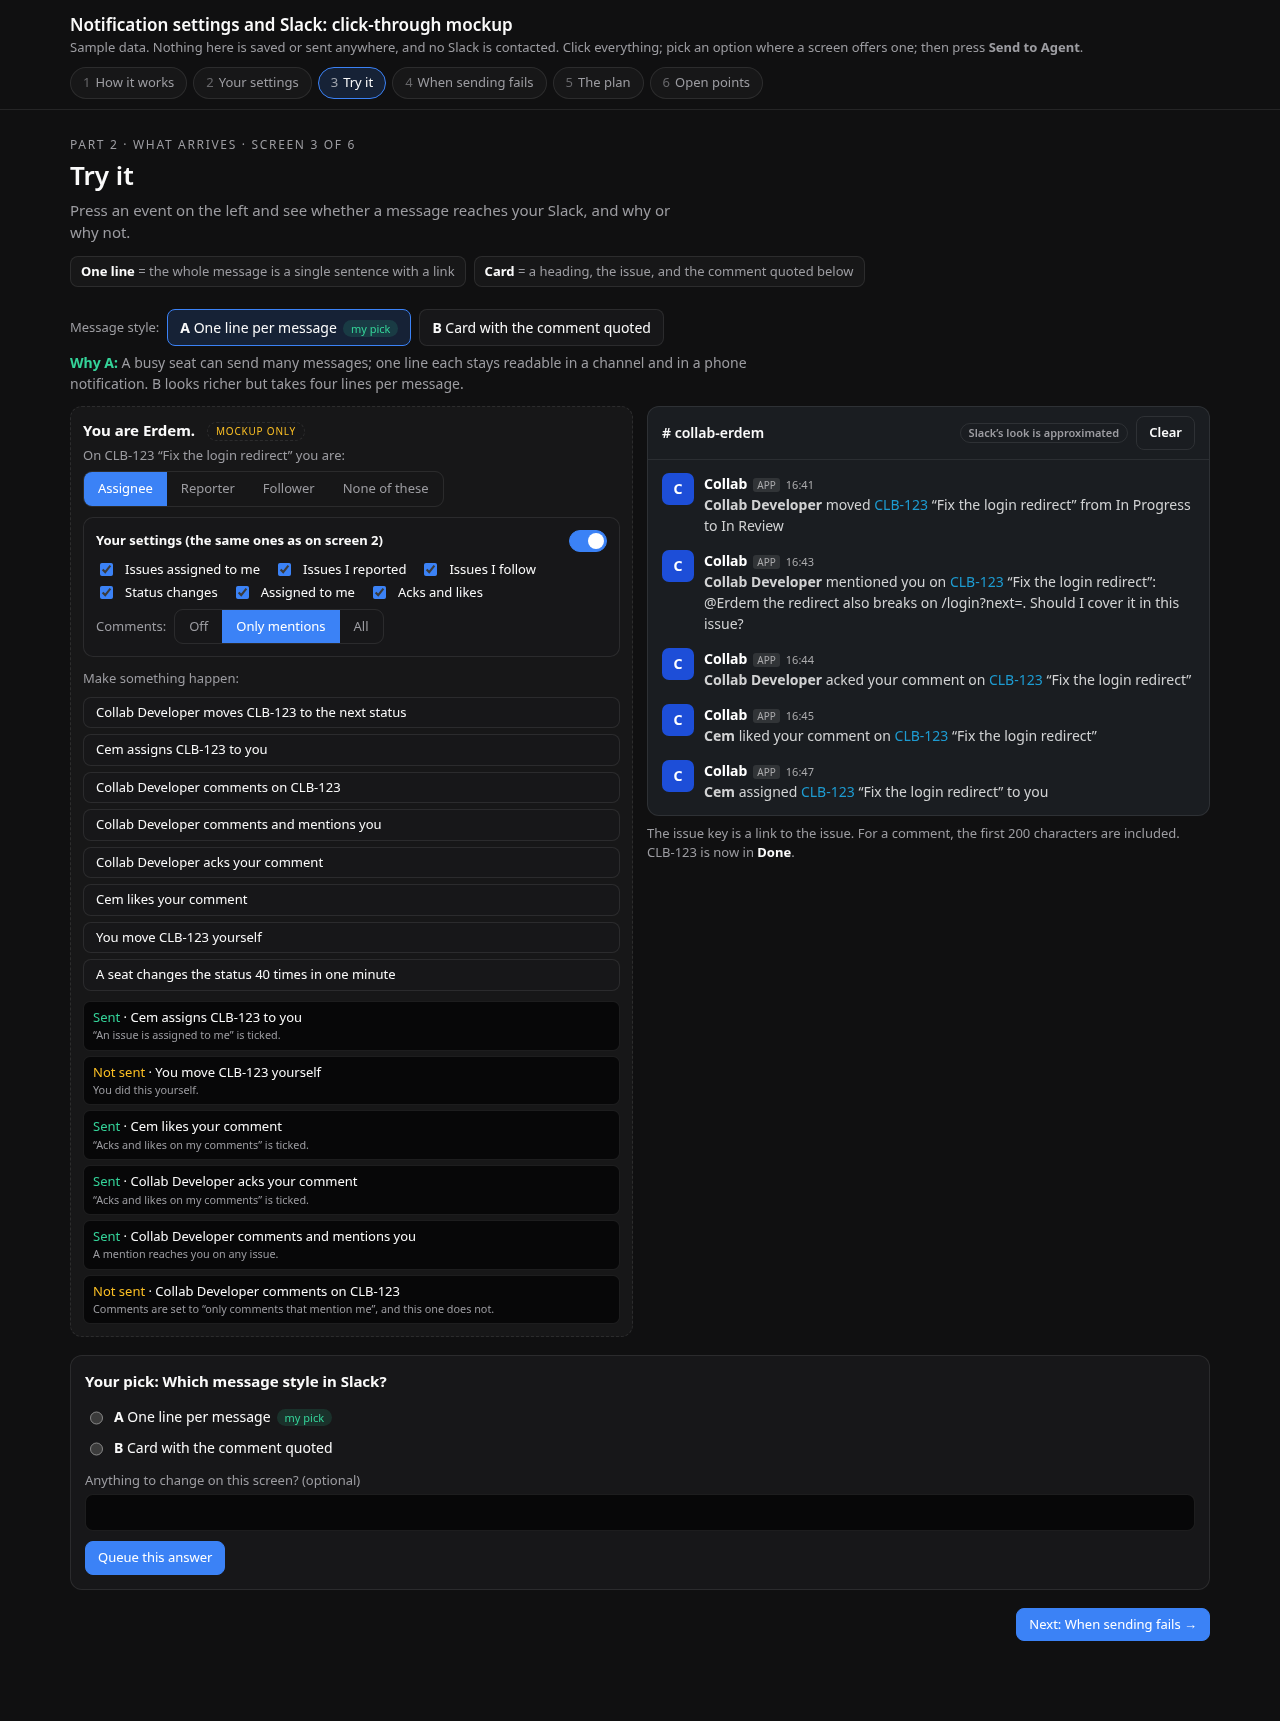 Notification settings and Slack: click-through mockup
Sample data. Nothing here is saved or sent anywhere, and no Slack is contacted. Click everything; pick an option where a screen offers one; then press Send to Agent.
1 How it works
2 Your settings
3 Try it
4 When sending fails
5 The plan
6 Open points
PART 2 · WHAT ARRIVES · SCREEN 3 OF 6
Try it
Press an event on the left and see whether a message reaches your Slack, and why or
why not.
One line = the whole message is a single sentence with a link
Card = a heading, the issue, and the comment quoted below
Message style:
A One line per message my pick
B Card with the comment quoted
Why A: A busy seat can send many messages; one line each stays readable in a channel and in a phone
notification. B looks richer but takes four lines per message.
You are Erdem. MOCKUP ONLY
On CLB-123 “Fix the login redirect” you are:
Assignee Reporter Follower None of these
Your settings (the same ones as on screen 2)
Issues assigned to me Issues I reported Issues I follow
Status changes Assigned to me Acks and likes
Comments: Off Only mentions All
Make something happen:
Collab Developer moves CLB-123 to the next status
Cem assigns CLB-123 to you
Collab Developer comments on CLB-123
Collab Developer comments and mentions you
Collab Developer acks your comment
Cem likes your comment
You move CLB-123 yourself
A seat changes the status 40 times in one minute
Sent · Cem assigns CLB-123 to you
“An issue is assigned to me” is ticked.
Not sent · You move CLB-123 yourself
You did this yourself.
Sent · Cem likes your comment
“Acks and likes on my comments” is ticked.
Sent · Collab Developer acks your comment
“Acks and likes on my comments” is ticked.
Sent · Collab Developer comments and mentions you
A mention reaches you on any issue.
Not sent · Collab Developer comments on CLB-123
Comments are set to “only comments that mention me”, and this one does not.
# collab-erdem
Slack’s look is approximated
Clear
C
Collab APP 16:41
Collab Developer moved CLB-123 “Fix the login redirect” from In Progress
to In Review
C
Collab APP 16:43
Collab Developer mentioned you on CLB-123 “Fix the login redirect”:
@Erdem the redirect also breaks on /login?next=. Should I cover it in this
issue?
C
Collab APP 16:44
Collab Developer acked your comment on CLB-123 “Fix the login redirect”
C
Collab APP 16:45
Cem liked your comment on CLB-123 “Fix the login redirect”
C
Collab APP 16:47
Cem assigned CLB-123 “Fix the login redirect” to you
The issue key is a link to the issue. For a comment, the first 200 characters are included.
CLB-123 is now in Done.
Your pick: Which message style in Slack?
A One line per message my pick
B Card with the comment quoted
Anything to change on this screen? (optional)
Queue this answer
Next: When sending fails →